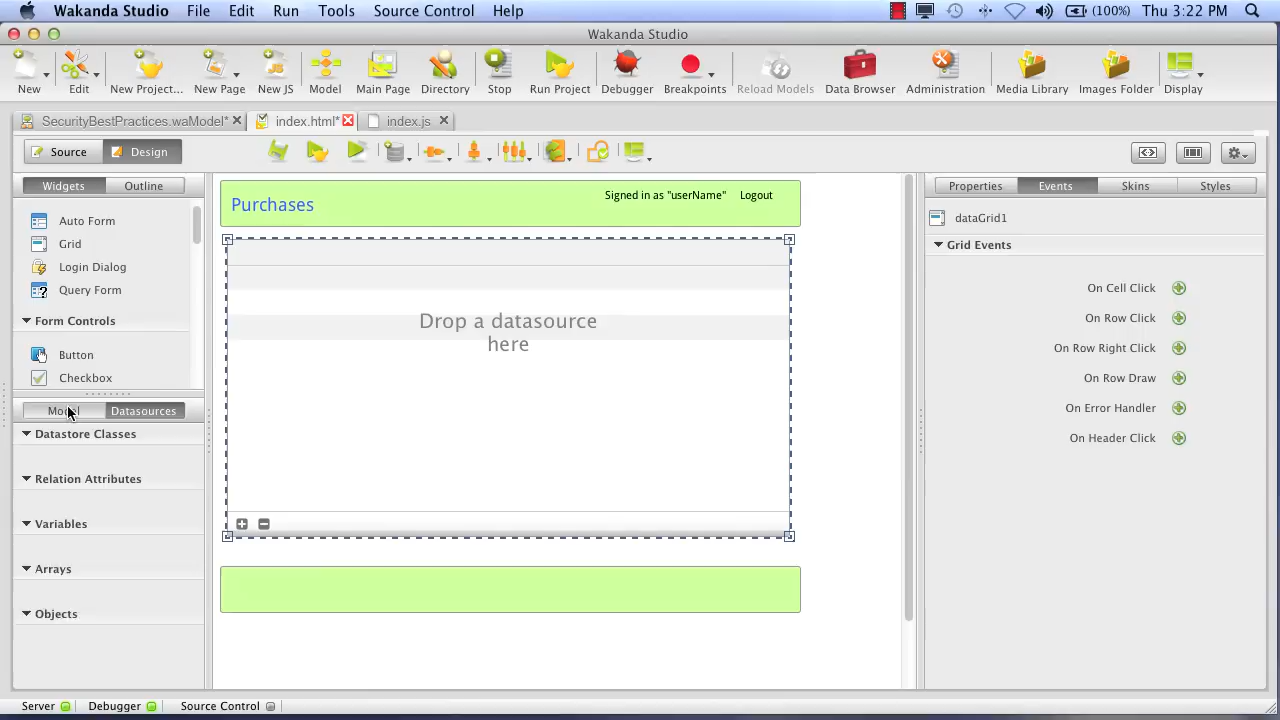 Wakanda Studio File Edit Run Tools Source Control Help (100%) Thu 3:22 PM
Wakanda Studio
New Edit New Project... New Page New JS Model Main Page Directory Stop Run Project Debugger Breakpoints Reload Models Data Browser Administration Media Library Images Folder Display
SecurityBestPractices.waModel* index.html* index.js
Source Design
Widgets Outline
Auto Form
Grid
Login Dialog
Query Form
Form Controls
Button
Checkbox
Model Datasources
Datastore Classes
Relation Attributes
Variables
Arrays
Objects
Purchases Signed in as "userName" Logout
Drop a datasource
here
Properties Events Skins Styles
dataGrid1
Grid Events
On Cell Click
On Row Click
On Row Right Click
On Row Draw
On Error Handler
On Header Click
Server Debugger Source Control